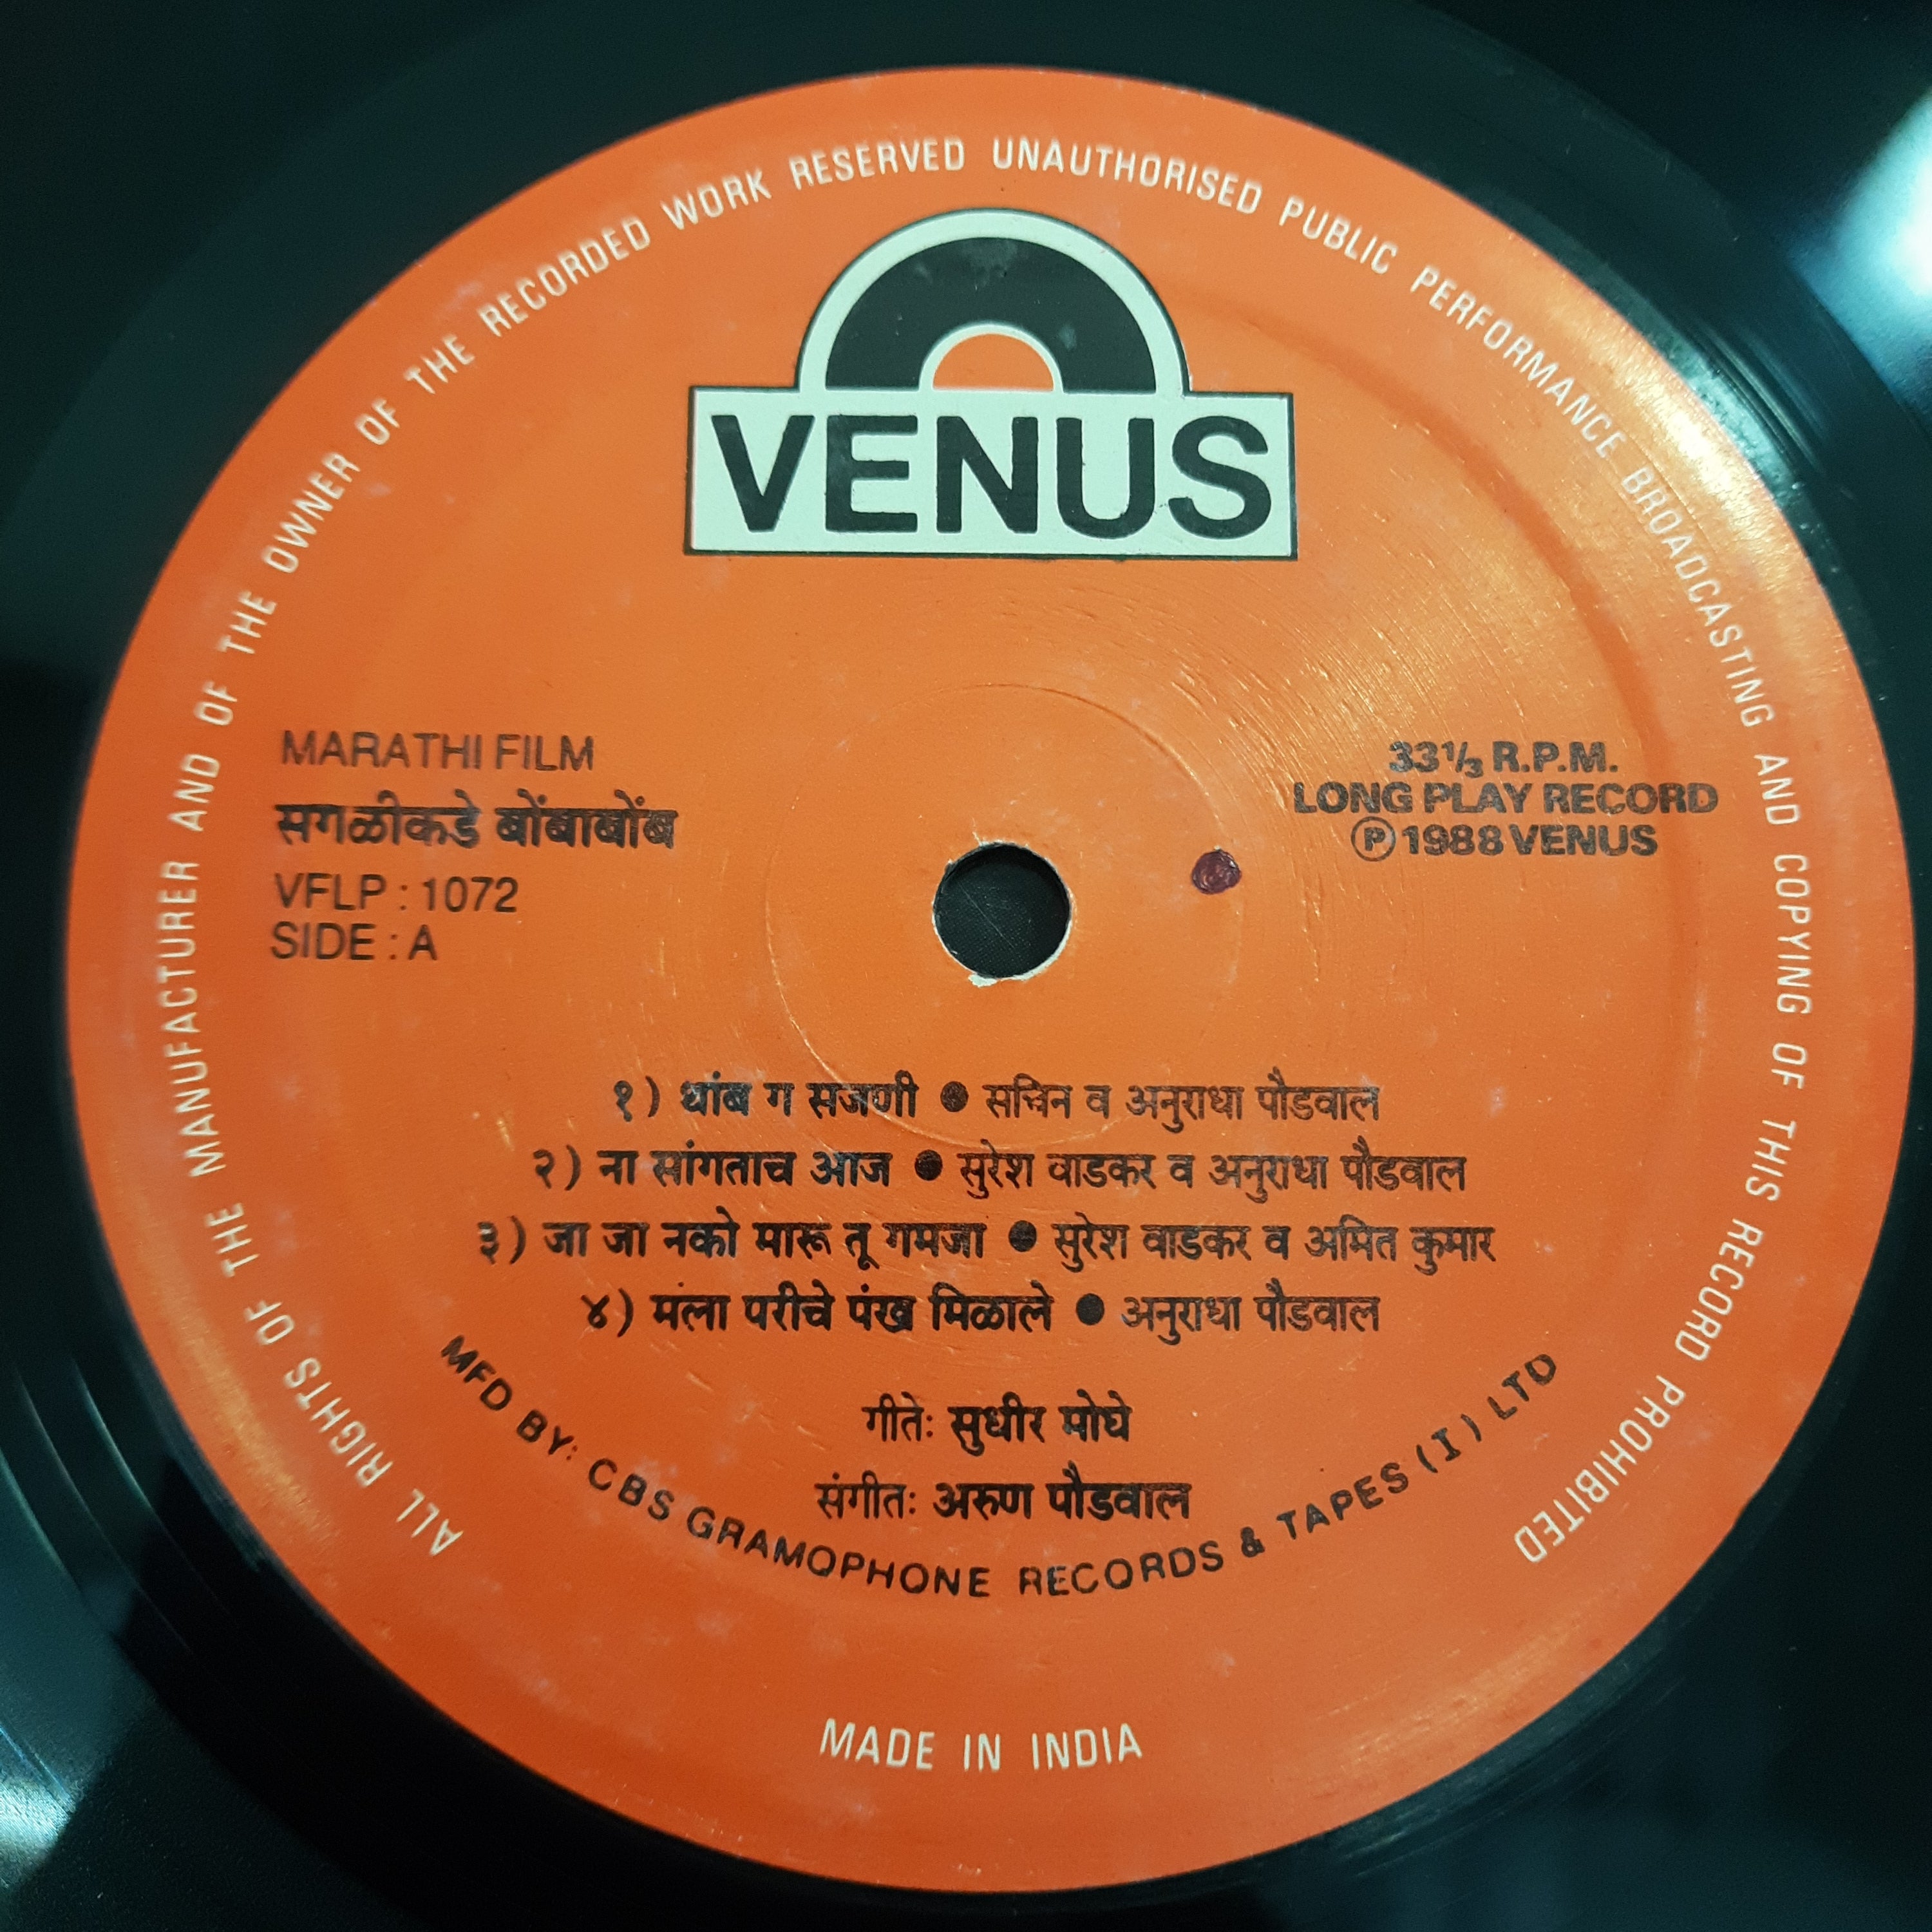 ALL RIGHTS OF THE MANUFACTURER AND OF THE OWNER OF THE RECORDED WORK RESERVED UNAUTHORISED PUBLIC PERFORMANCE BROADCASTING AND COPYING OF THIS RECORD PROHIBITED
VENUS
MARATHI FILM
सगळीकडे बोंबाबोंब
VFLP : 1072
SIDE : A
33⅓ R.P.M.
LONG PLAY RECORD
Ⓟ 1988 VENUS
१) थांब ग सजणी ● सचिन व अनुराधा पौडवाल
२) ना सांगताच आज ● सुरेश वाडकर व अनुराधा पौडवाल
३) जा जा नको मारू तू गमजा ● सुरेश वाडकर व अमित कुमार
४) मला परीचे पंख मिळाले ● अनुराधा पौडवाल
गीते: सुधीर मोघे
संगीत: अरुण पौडवाल
MFD BY: CBS GRAMOPHONE RECORDS & TAPES (I) LTD
MADE IN INDIA